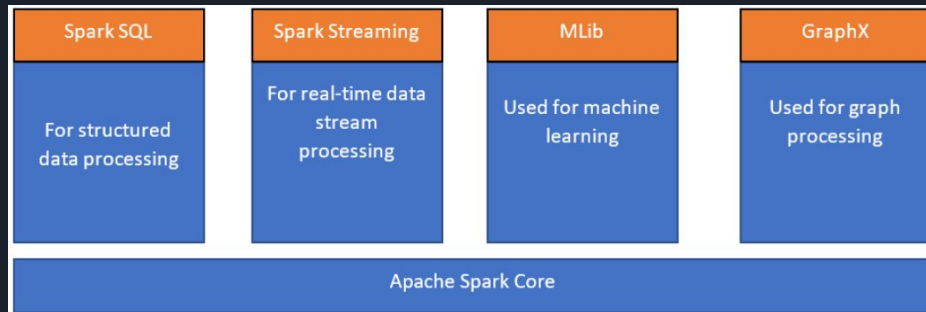 Spark SQL
For structured
data processing
Spark Streaming
For real-time data
stream
processing
MLib
Used for machine
learning
GraphX
Used for graph
processing
Apache Spark Core